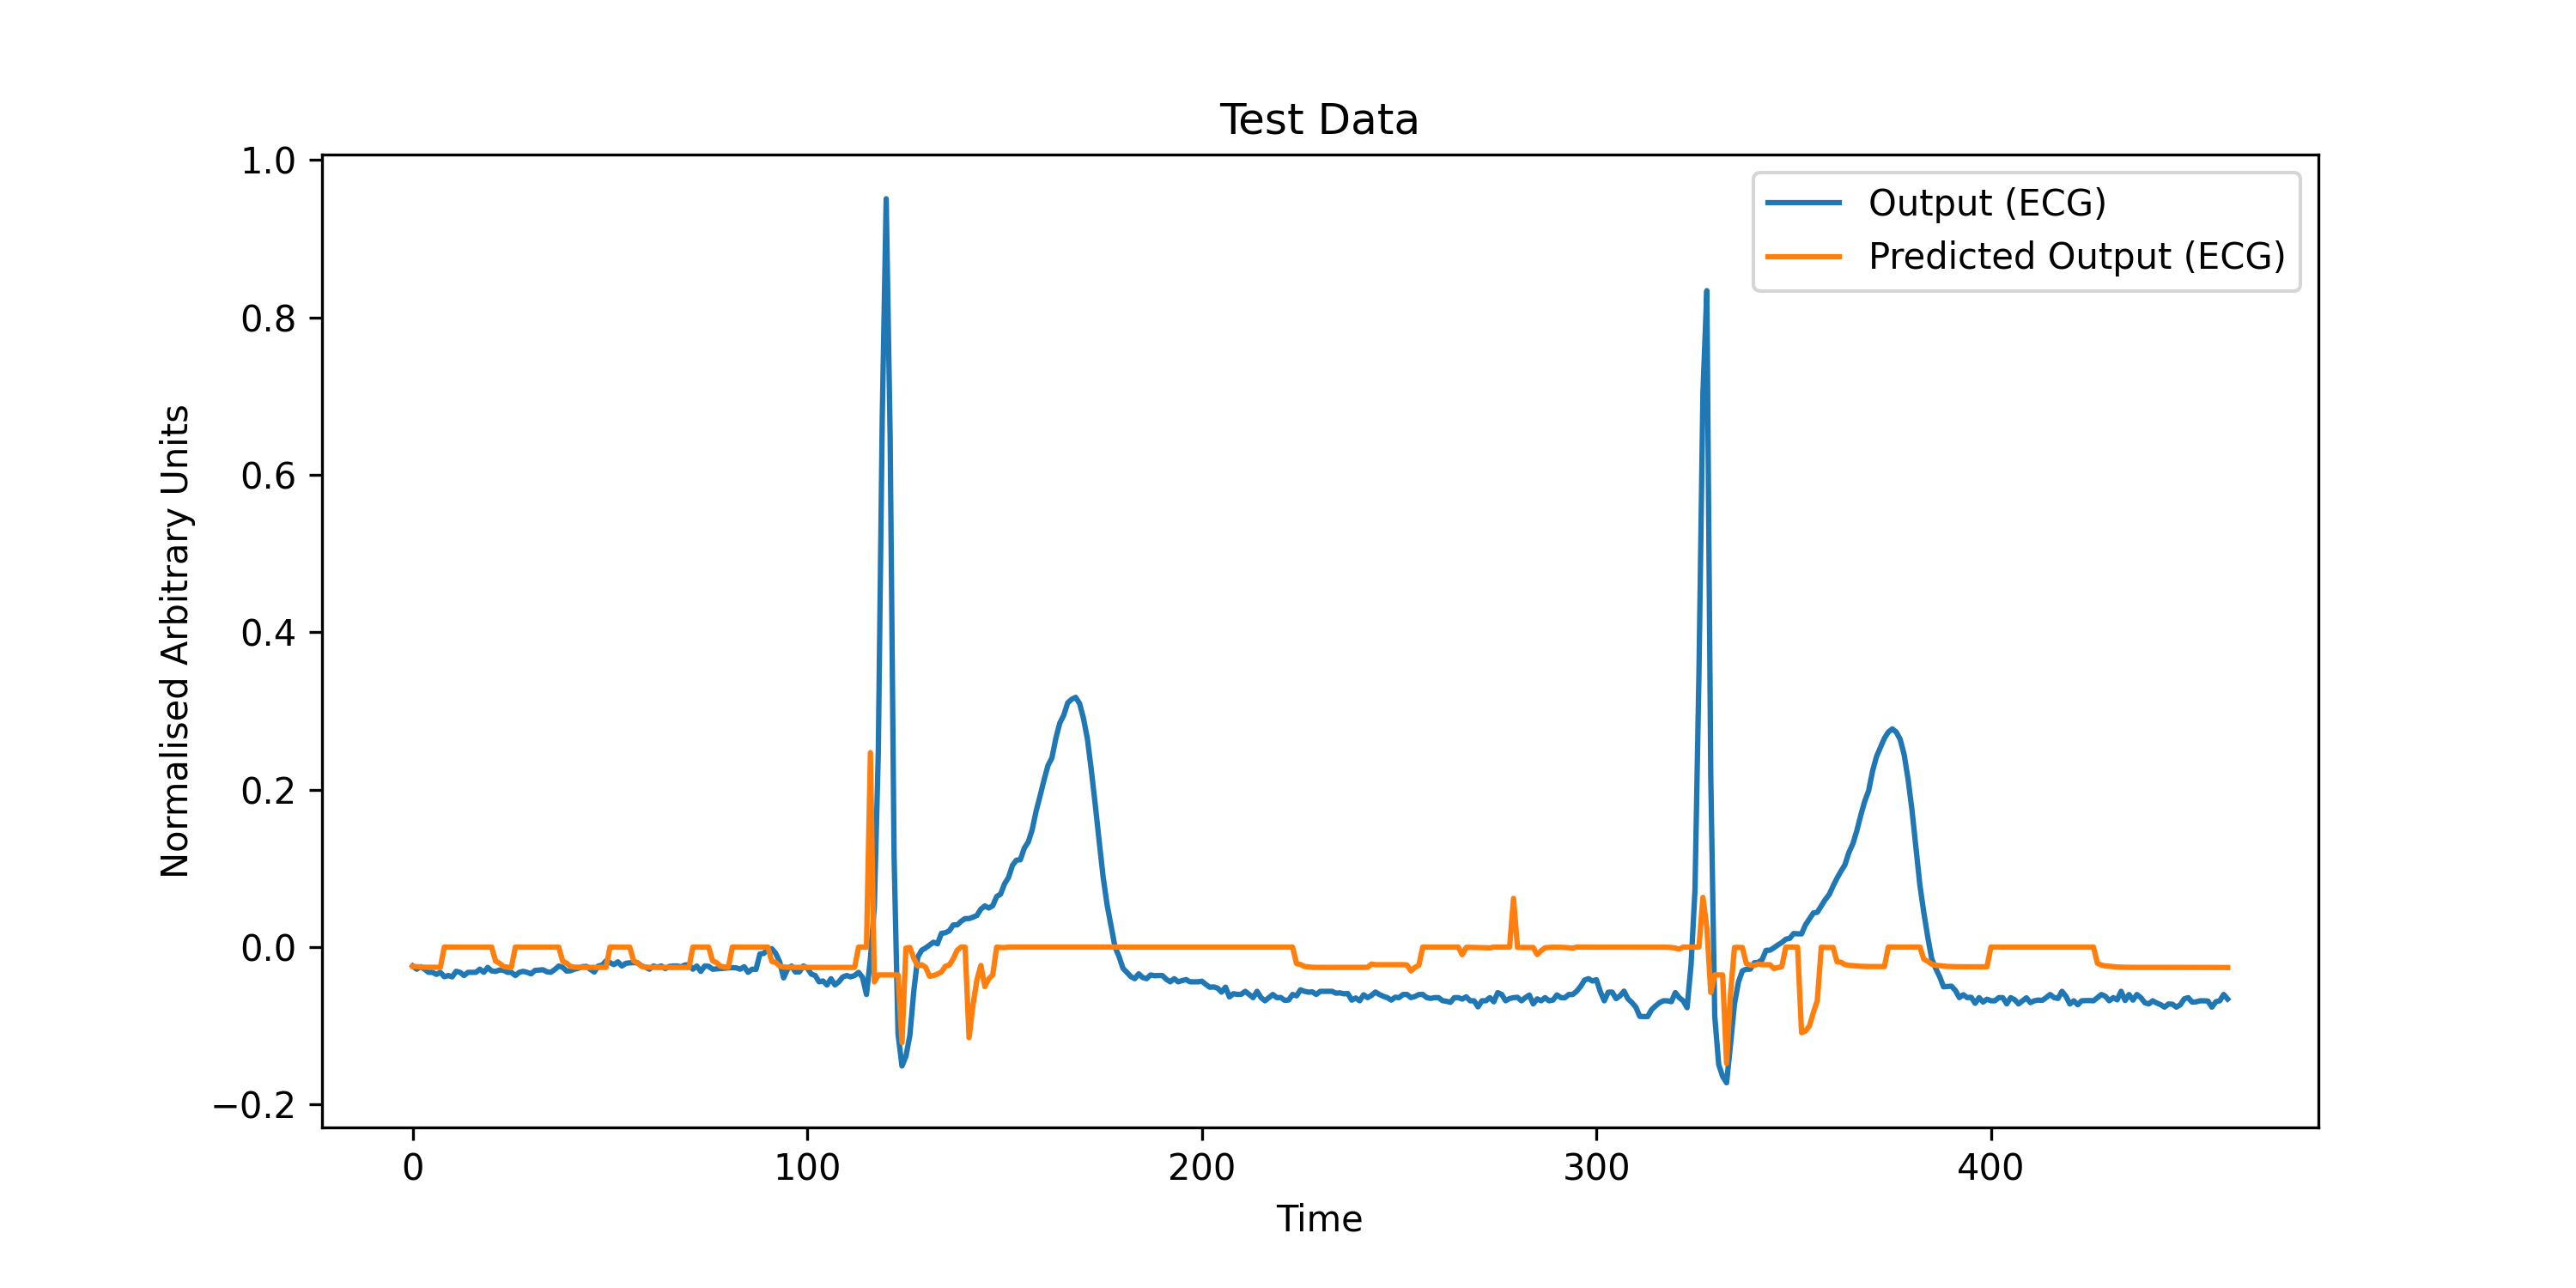 Test Data
Output (ECG)
Predicted Output (ECG)
1.0
0.8
0.6
0.4
0.2
0.0
−0.2
Normalised Arbitrary Units
0 100 200 300 400
Time